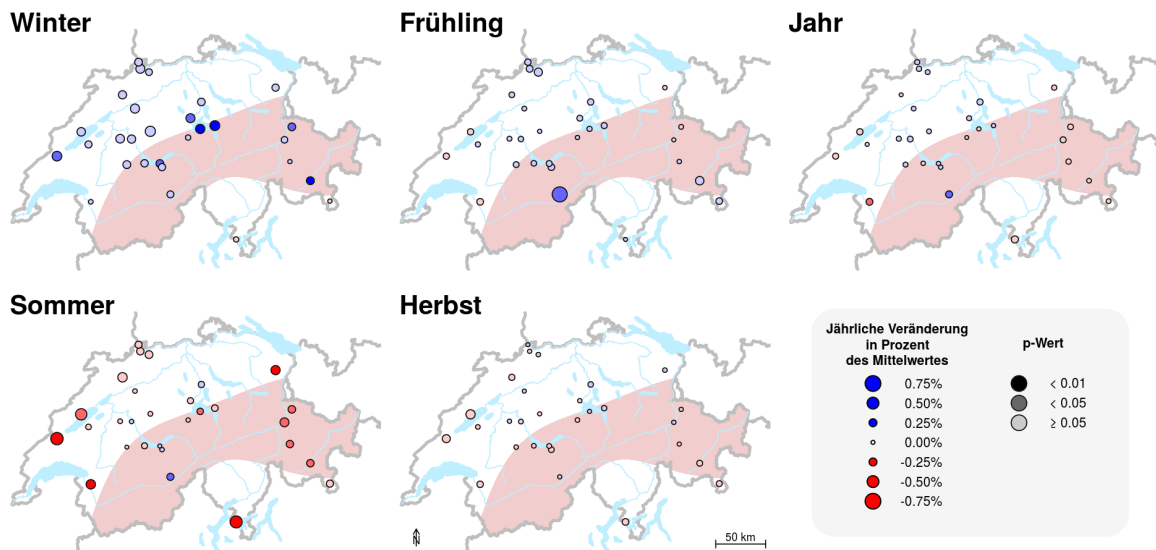 Winter
Frühling
Jahr
Sommer
Herbst
Jährliche Veränderung
in Prozent
des Mittelwertes
p-Wert
0.75%
< 0.01
0.50%
< 0.05
0.25%
≥ 0.05
0.00%
-0.25%
-0.50%
-0.75%
N
50 km